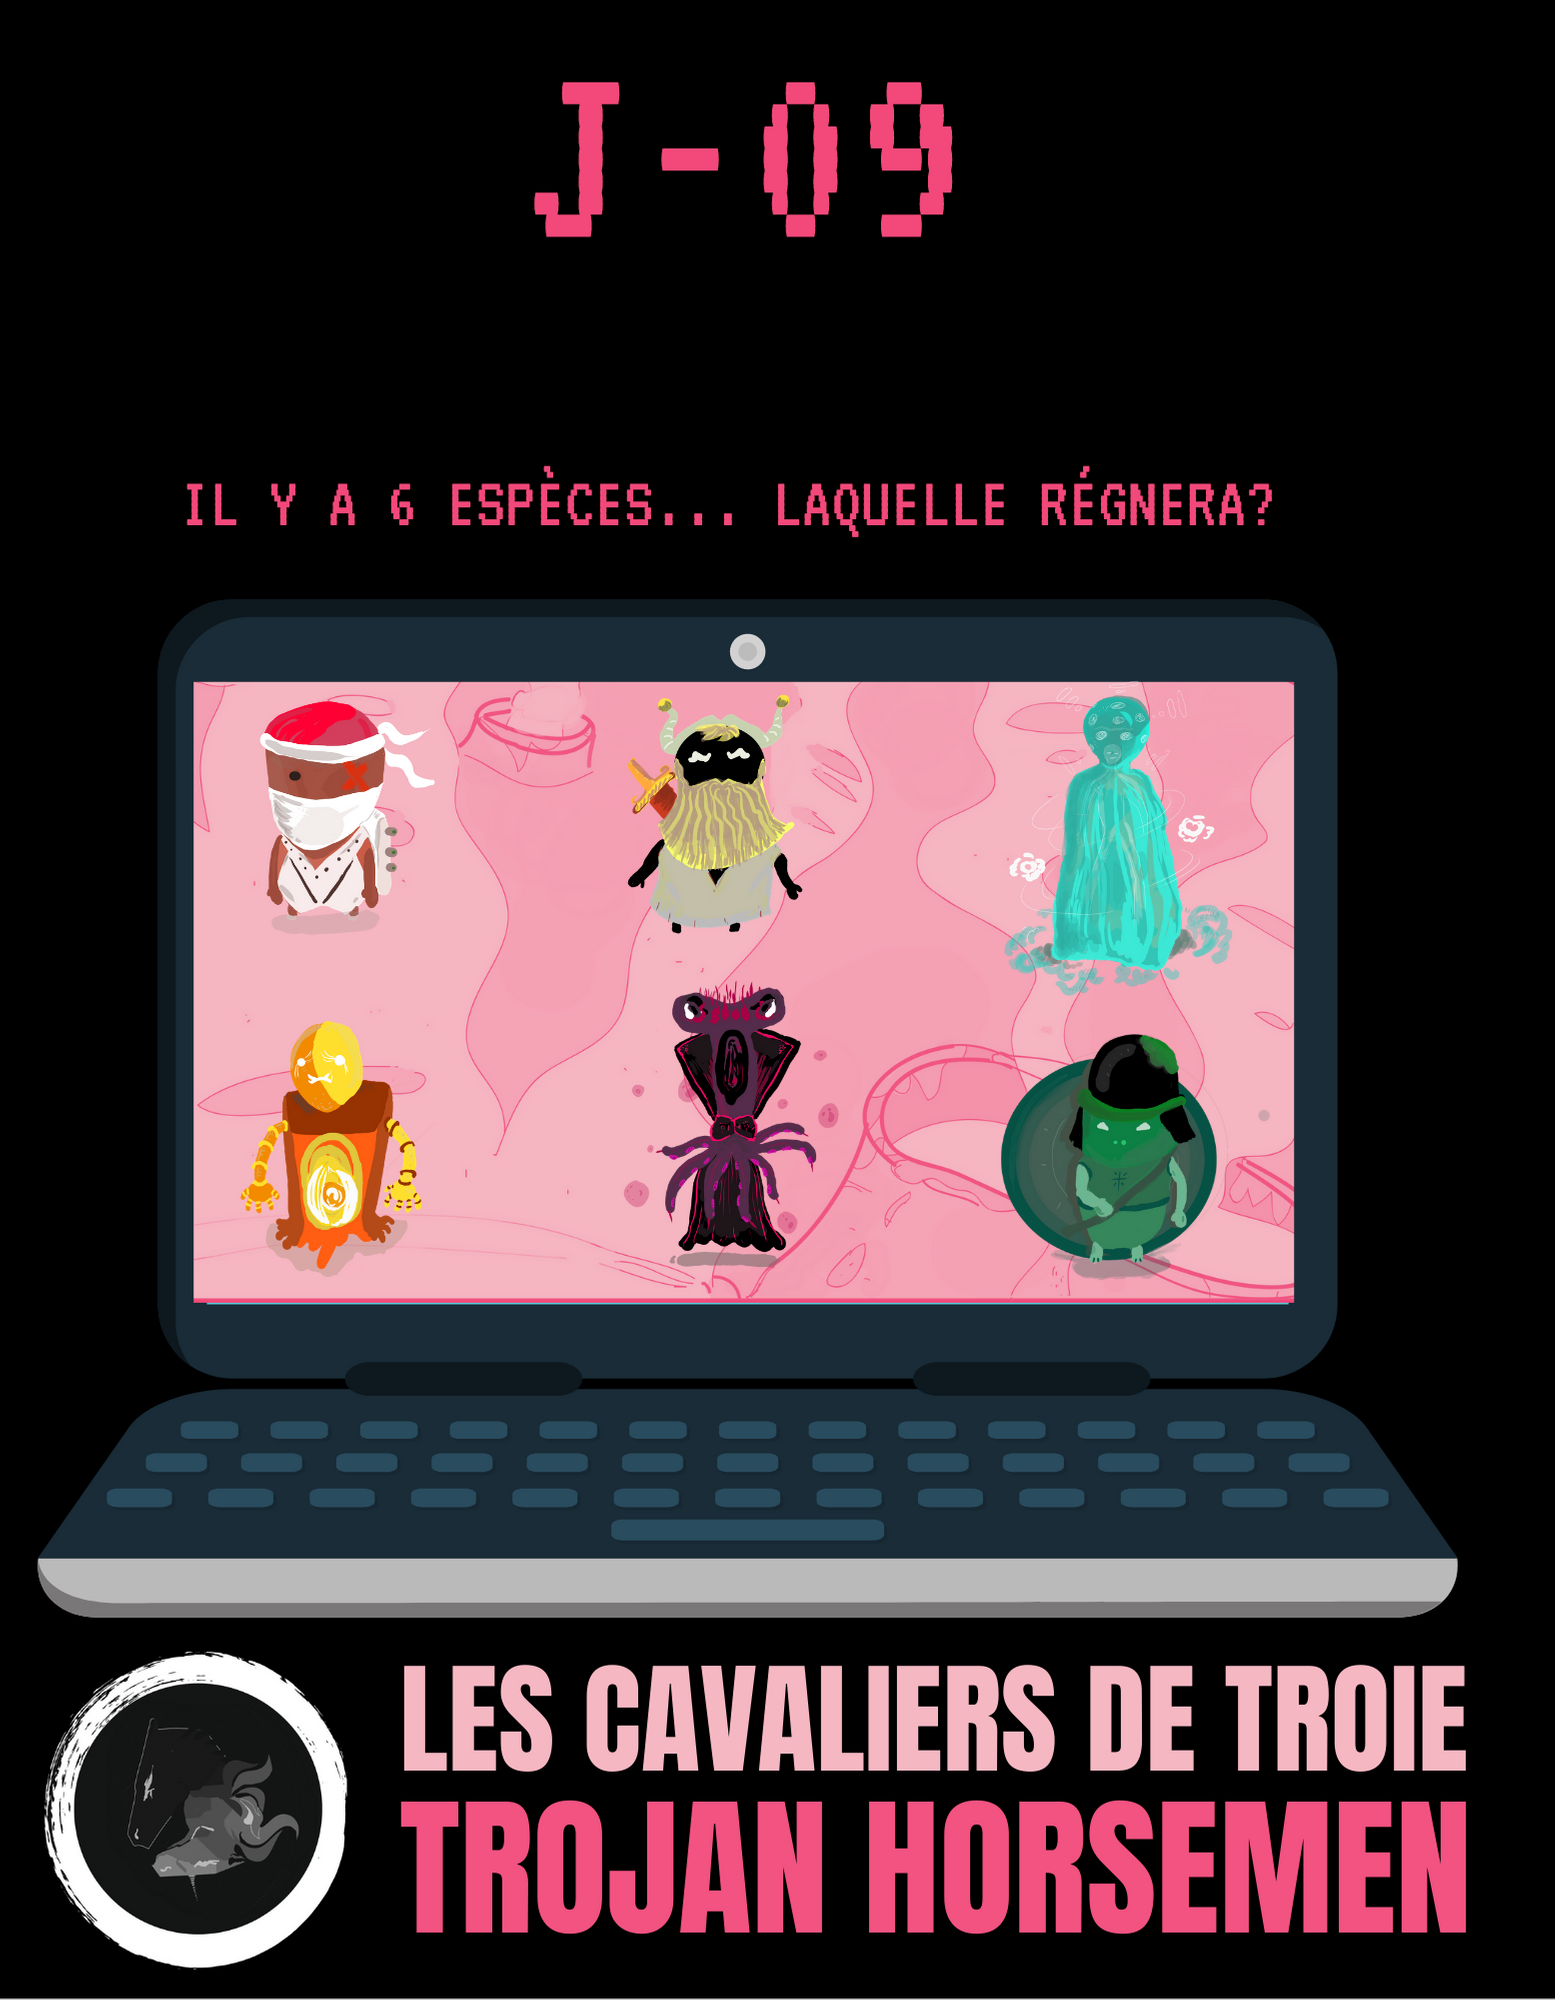 J-09
IL Y A 6 ESPÈCES... LAQUELLE RÉGNERA?
LES CAVALIERS DE TROIE
TROJAN HORSEMEN